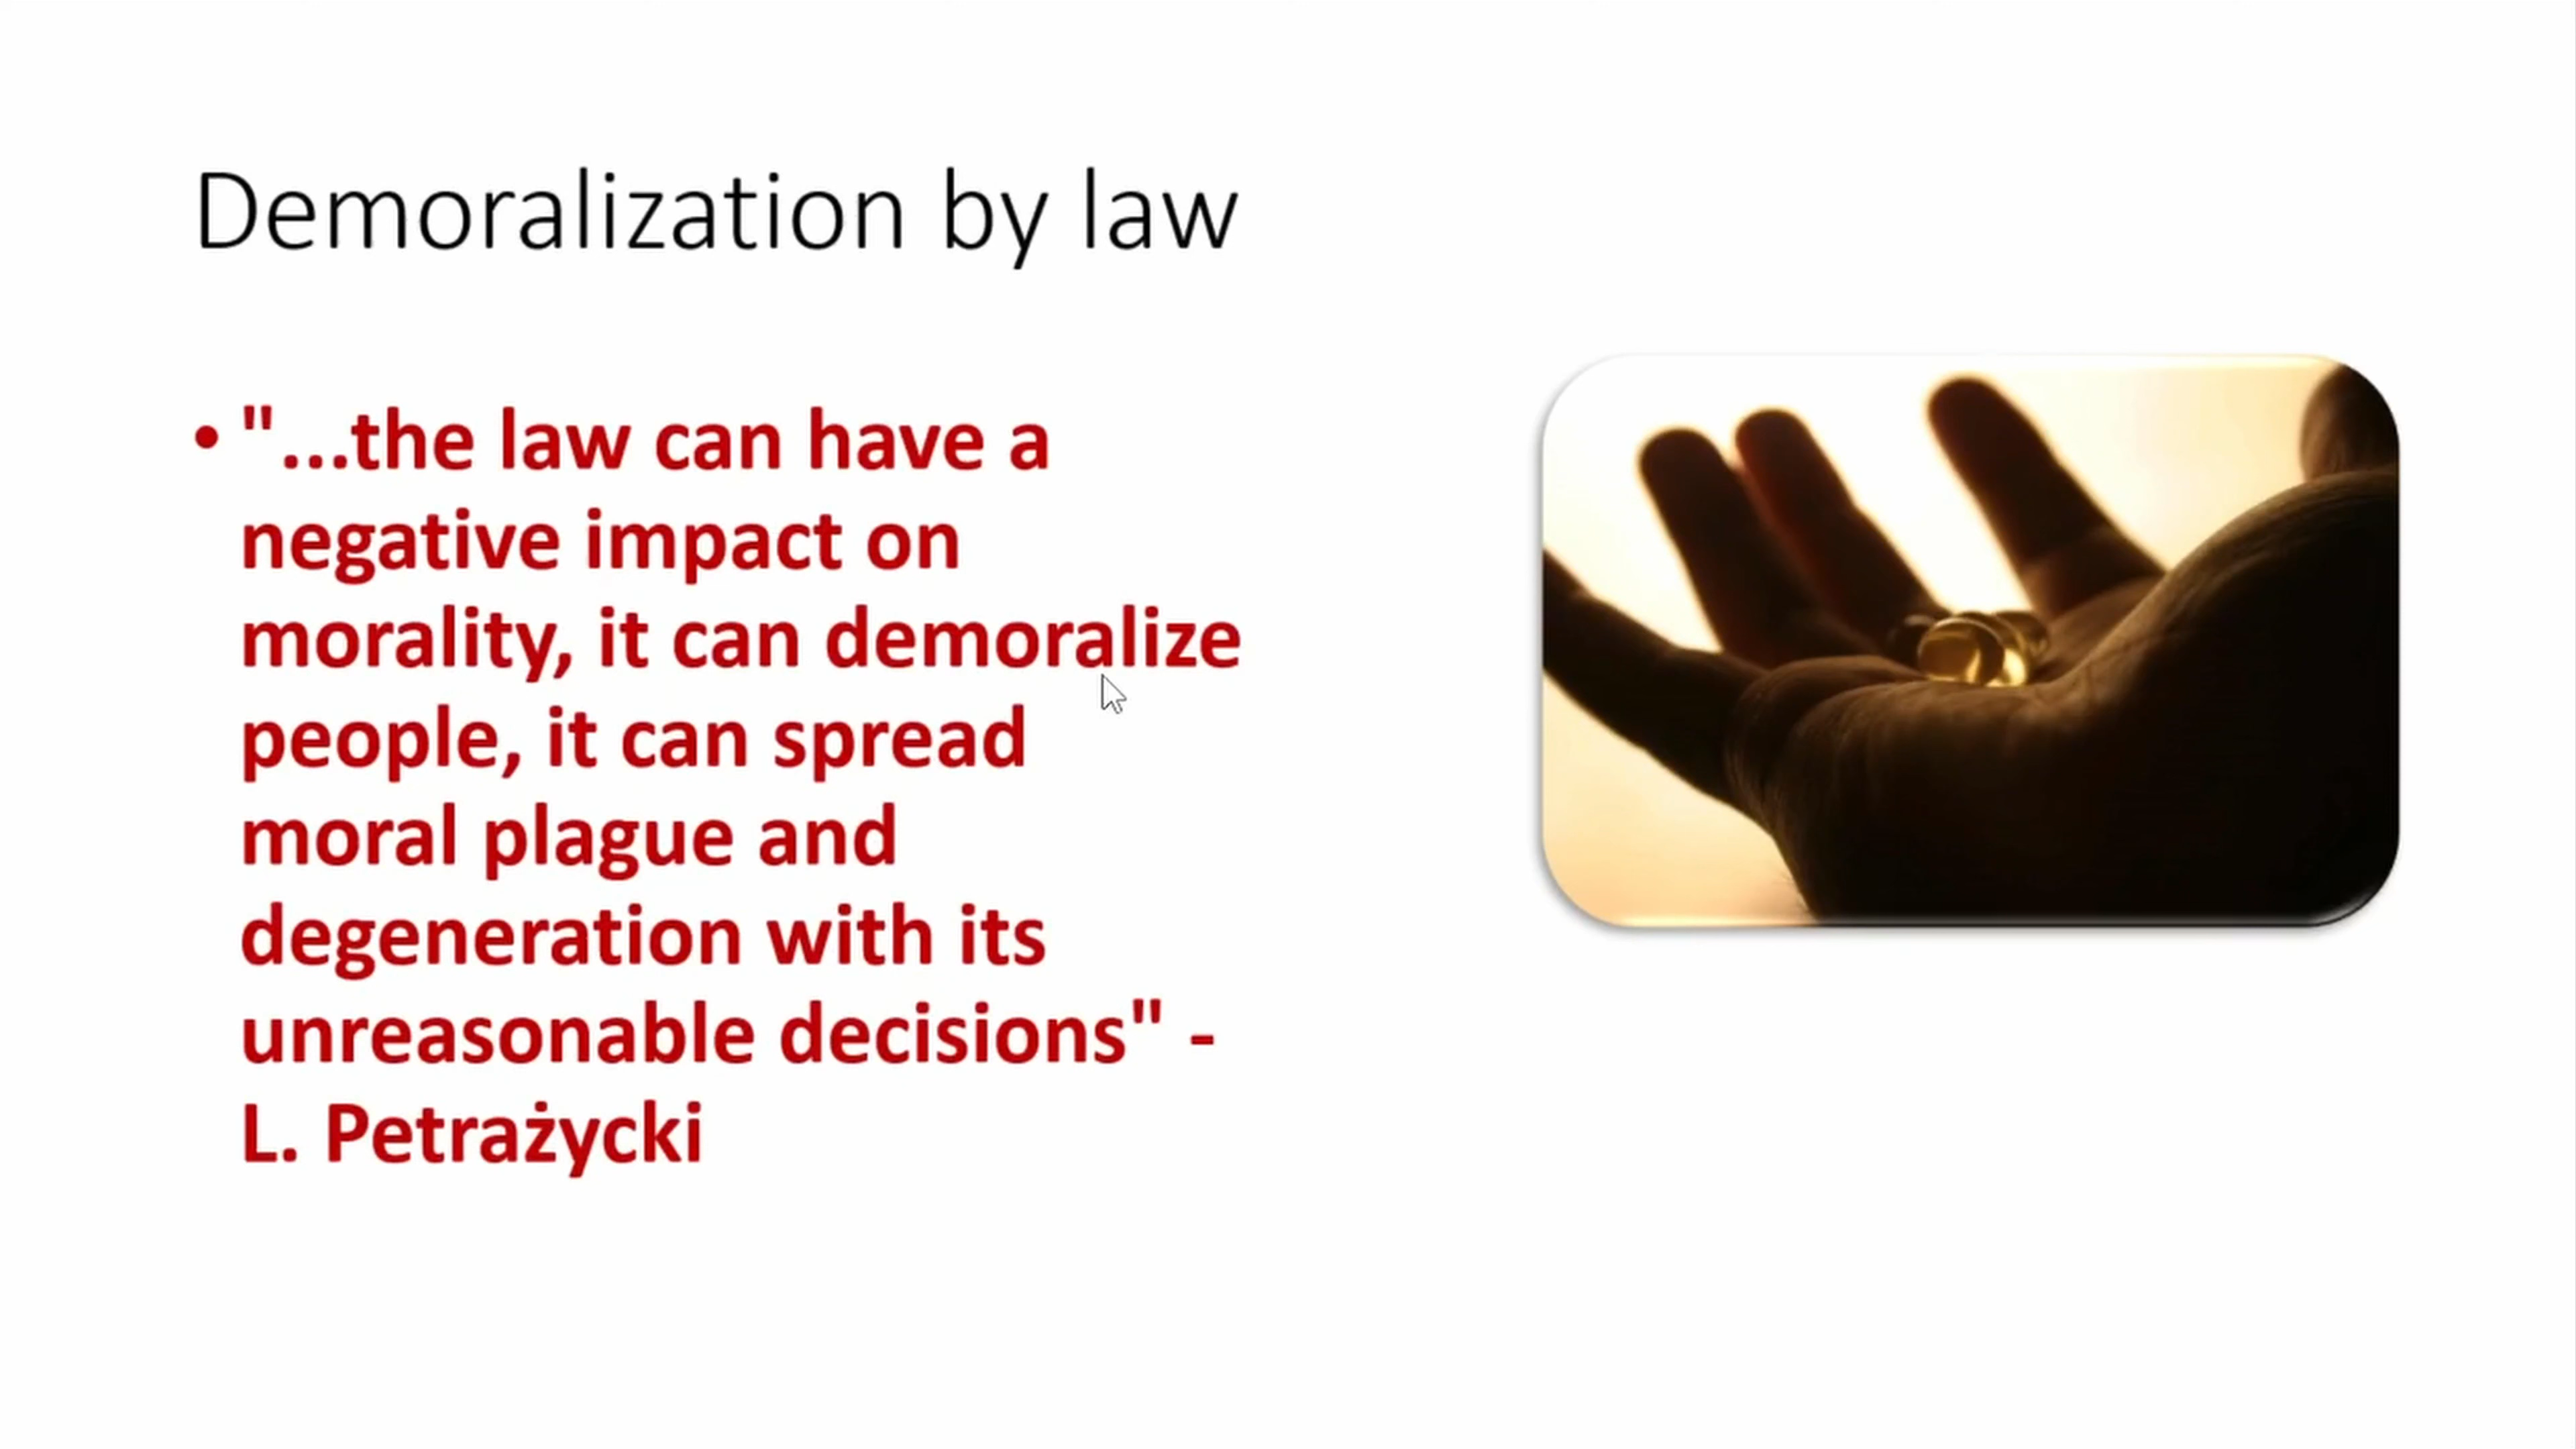 Demoralization by law
• "...the law can have a
negative impact on
morality, it can demoralize
people, it can spread
moral plague and
degeneration with its
unreasonable decisions" -
L. Petrażycki